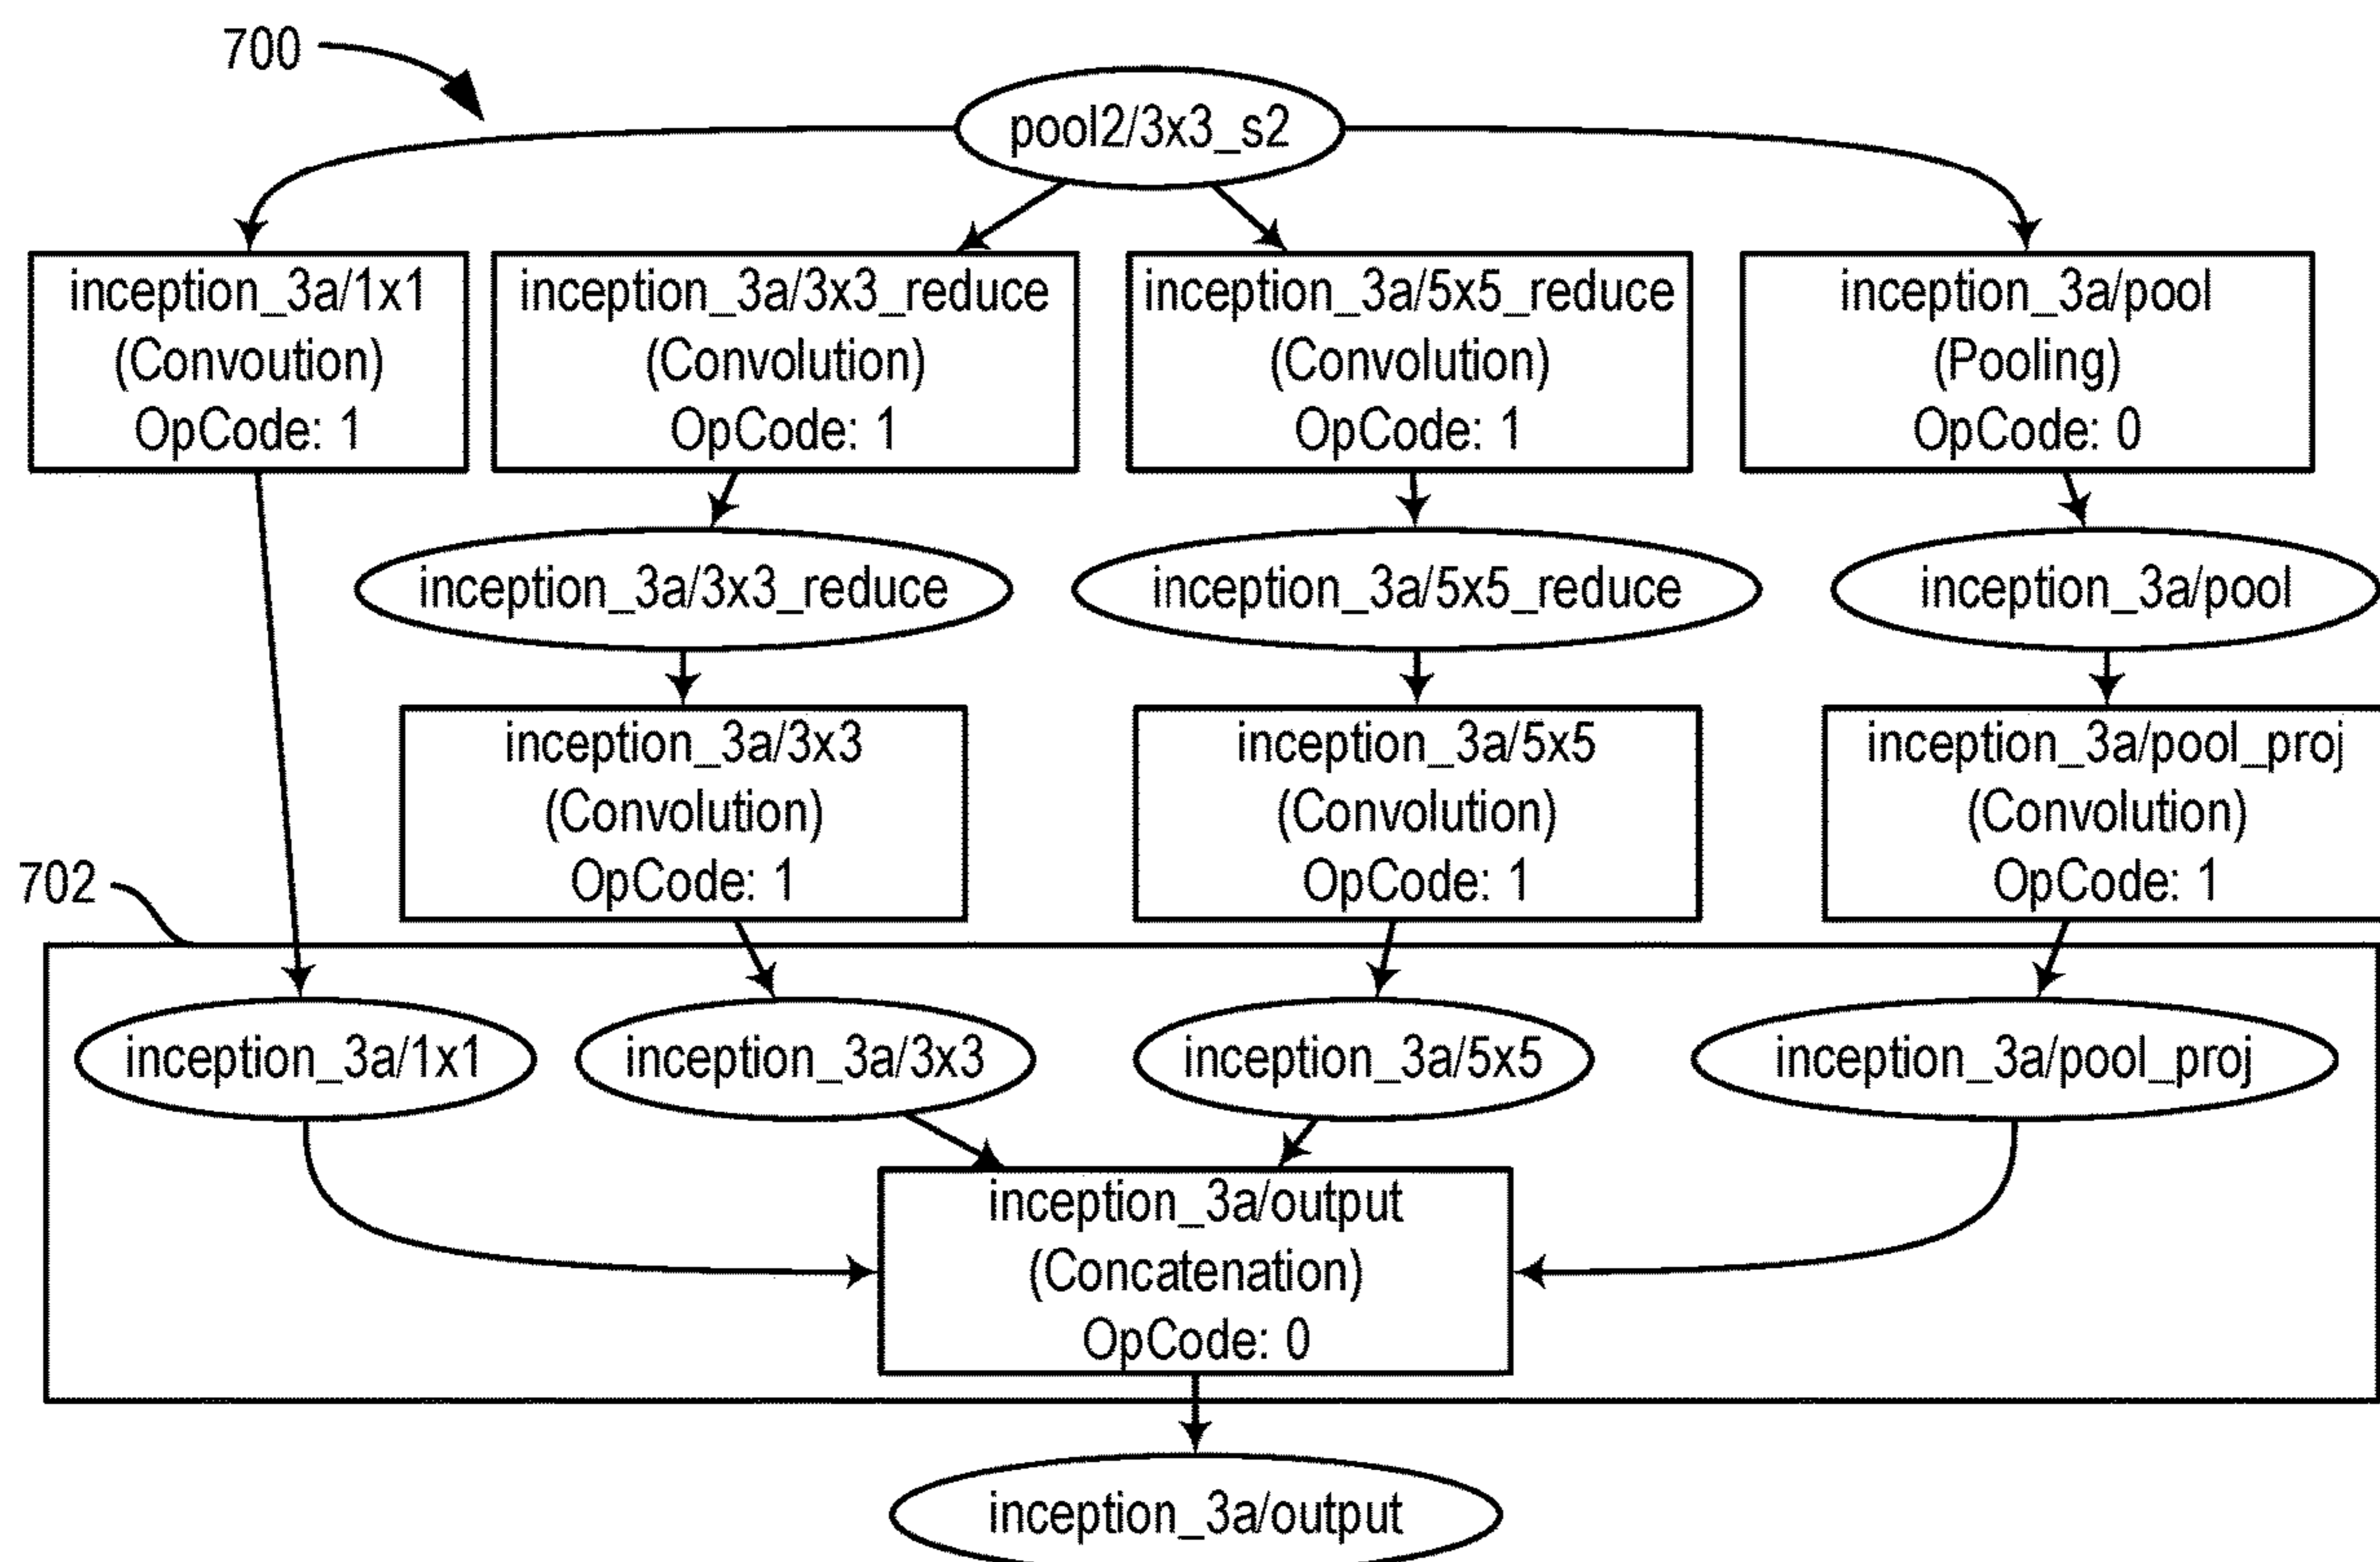 700
pool2/3x3_s2
inception_3a/1x1
(Convoution)
OpCode: 1
inception_3a/3x3_reduce
(Convolution)
OpCode: 1
inception_3a/5x5_reduce
(Convolution)
OpCode: 1
inception_3a/pool
(Pooling)
OpCode: 0
inception_3a/3x3_reduce
inception_3a/5x5_reduce
inception_3a/pool
inception_3a/3x3
(Convolution)
OpCode: 1
inception_3a/5x5
(Convolution)
OpCode: 1
inception_3a/pool_proj
(Convolution)
OpCode: 1
702
inception_3a/1x1
inception_3a/3x3
inception_3a/5x5
inception_3a/pool_proj
inception_3a/output
(Concatenation)
OpCode: 0
inception_3a/output